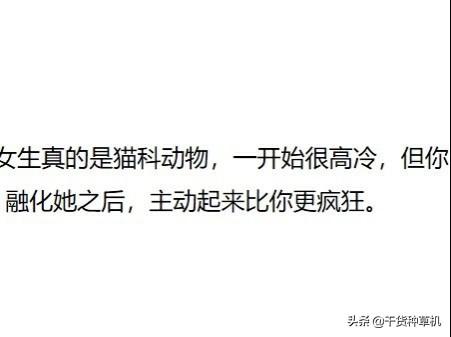 女生真的是猫科动物，一开始很高冷，但你
融化她之后，主动起来比你更疯狂。
头条 @干货种草机